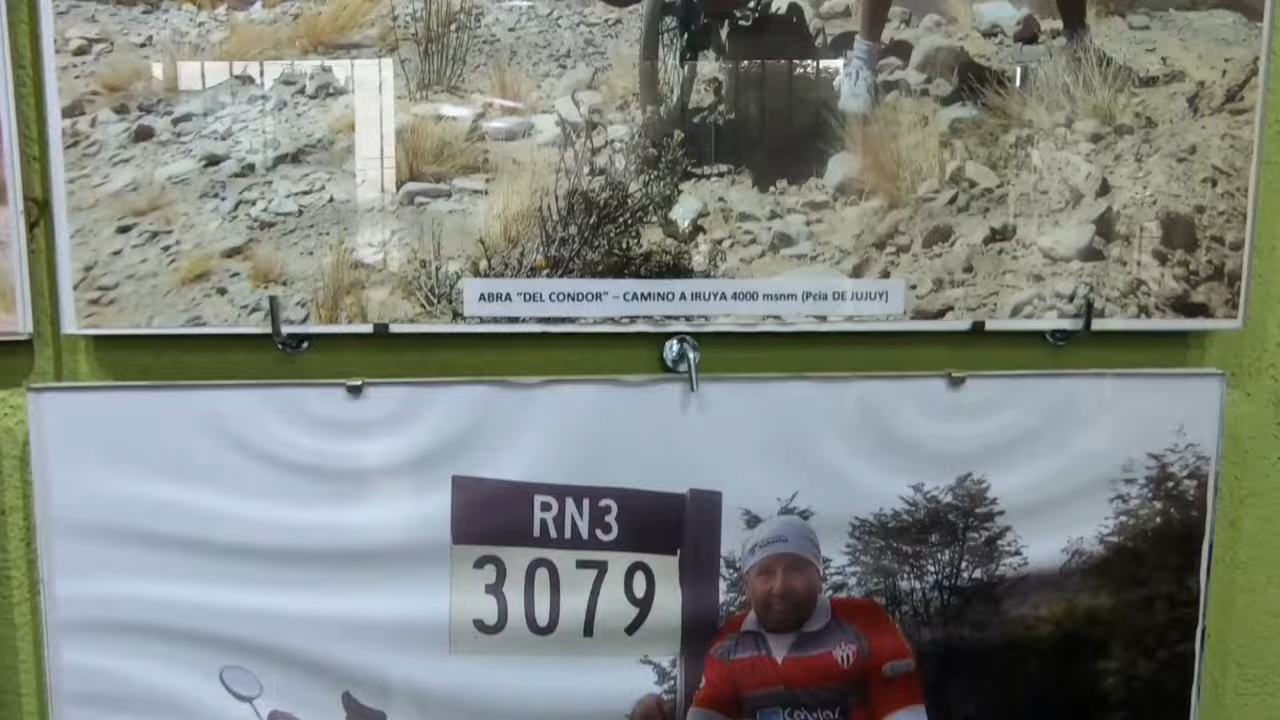 ABRA "DEL CONDOR" – CAMINO A IRUYA 4000 msnm (Pcia DE JUJUY)
RN3
3079